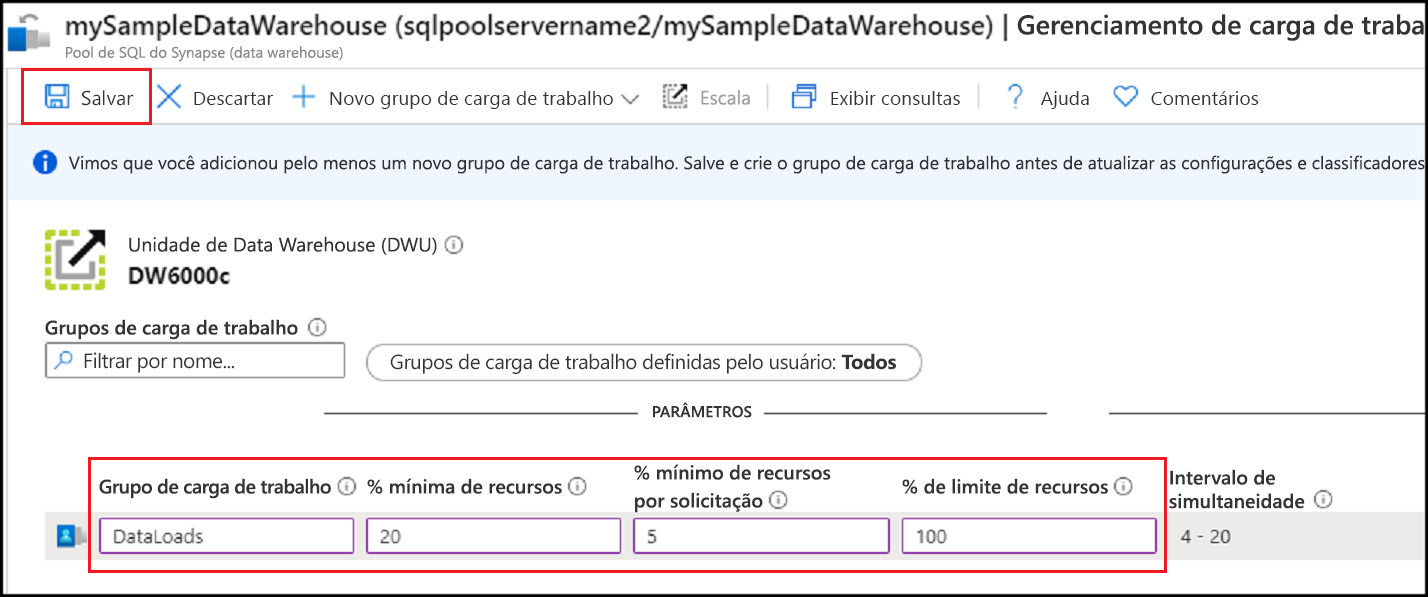 mySampleDataWarehouse (sqlpoolservername2/mySampleDataWarehouse) | Gerenciamento de carga de traba
Pool de SQL do Synapse (data warehouse)
Salvar Descartar Novo grupo de carga de trabalho Escala Exibir consultas Ajuda Comentários
Vimos que você adicionou pelo menos um novo grupo de carga de trabalho. Salve e crie o grupo de carga de trabalho antes de atualizar as configurações e classificadores
Unidade de Data Warehouse (DWU)
DW6000c
Grupos de carga de trabalho
Filtrar por nome... Grupos de carga de trabalho definidas pelo usuário: Todos
PARÂMETROS
Grupo de carga de trabalho % mínima de recursos % mínimo de recursos por solicitação % de limite de recursos Intervalo de simultaneidade
DataLoads 20 5 100 4 - 20